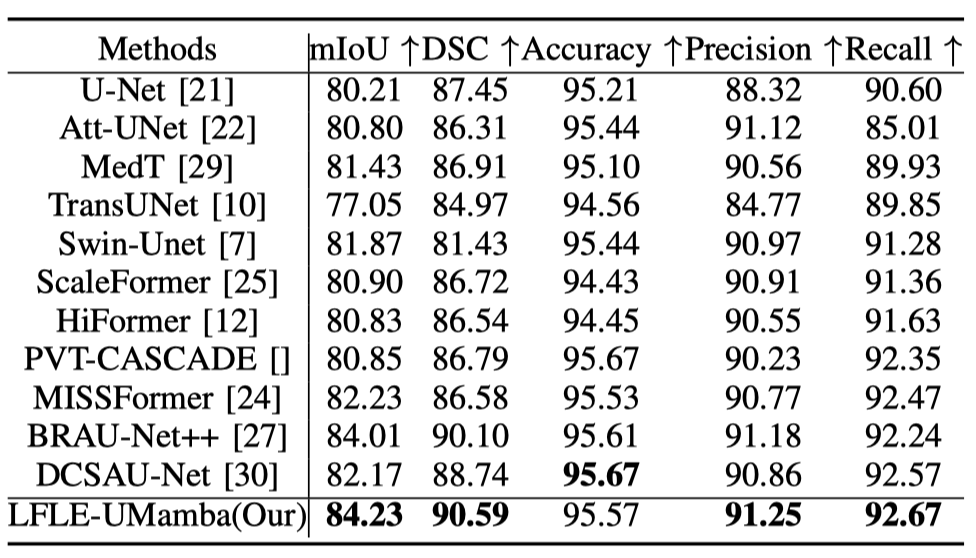 Methods mIoU ↑ DSC ↑ Accuracy ↑ Precision ↑ Recall ↑
U-Net [21] 80.21 87.45 95.21 88.32 90.60
Att-UNet [22] 80.80 86.31 95.44 91.12 85.01
MedT [29] 81.43 86.91 95.10 90.56 89.93
TransUNet [10] 77.05 84.97 94.56 84.77 89.85
Swin-Unet [7] 81.87 81.43 95.44 90.97 91.28
ScaleFormer [25] 80.90 86.72 94.43 90.91 91.36
HiFormer [12] 80.83 86.54 94.45 90.55 91.63
PVT-CASCADE [] 80.85 86.79 95.67 90.23 92.35
MISSFormer [24] 82.23 86.58 95.53 90.77 92.47
BRAU-Net++ [27] 84.01 90.10 95.61 91.18 92.24
DCSAU-Net [30] 82.17 88.74 95.67 90.86 92.57
LFLE-UMamba(Our) 84.23 90.59 95.57 91.25 92.67